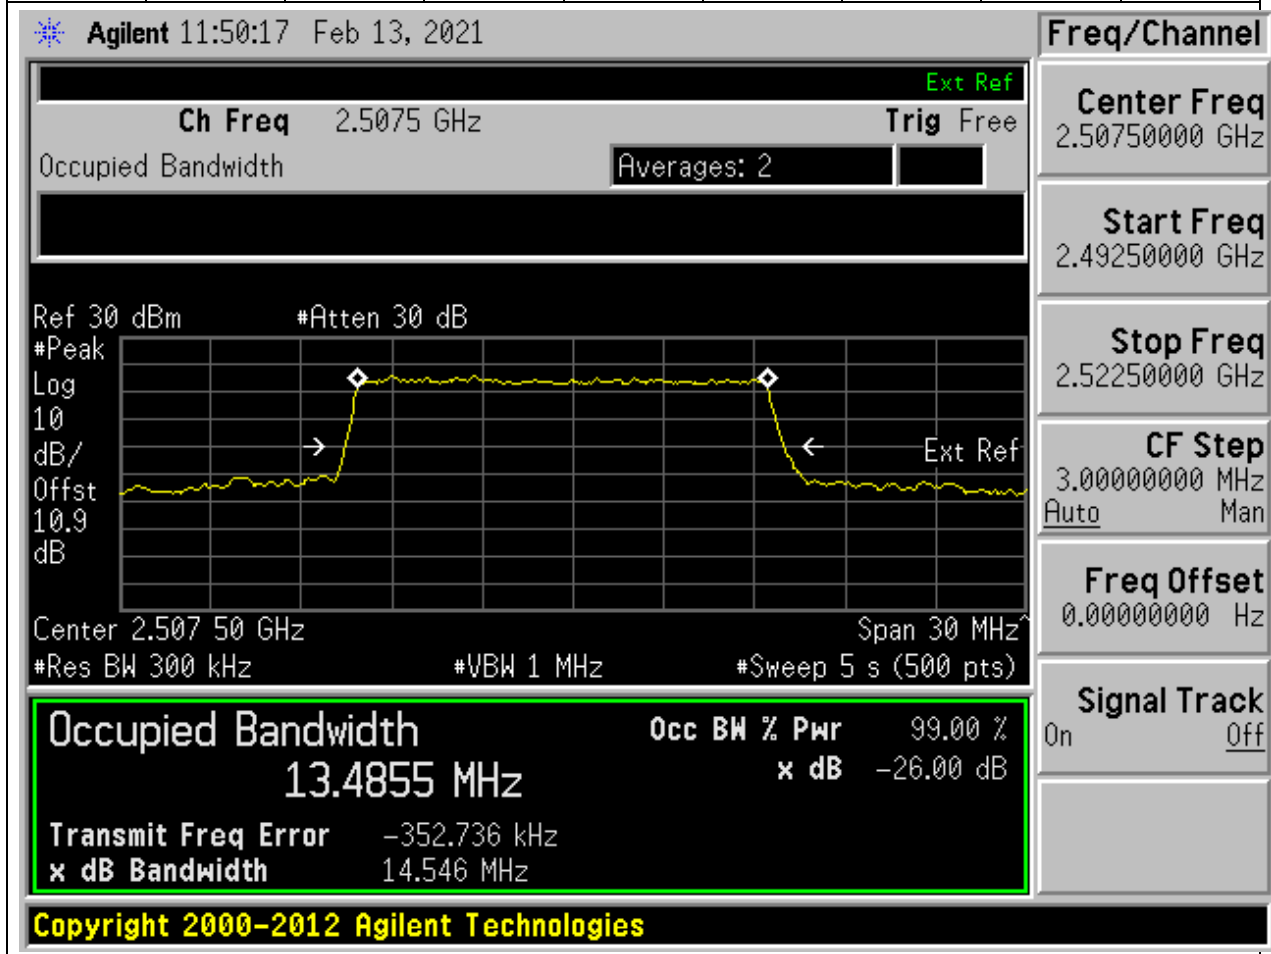 Agilent 11:50:17 Feb 13, 2021
Freq/Channel
Ext Ref
Ch Freq 2.5075 GHz Trig Free
Occupied Bandwidth Averages: 2
Ref 30 dBm #Atten 30 dB
#Peak
Log
10
dB/
Offst
10.9
dB
Ext Ref
Center 2.507 50 GHz Span 30 MHz^
#Res BW 300 kHz #VBW 1 MHz #Sweep 5 s (500 pts)
Occupied Bandwidth Occ BW % Pwr 99.00 %
13.4855 MHz x dB -26.00 dB
Transmit Freq Error -352.736 kHz
x dB Bandwidth 14.546 MHz
Center Freq
2.50750000 GHz
Start Freq
2.49250000 GHz
Stop Freq
2.52250000 GHz
CF Step
3.00000000 MHz
Auto Man
Freq Offset
0.00000000 Hz
Signal Track
On Off
Copyright 2000-2012 Agilent Technologies